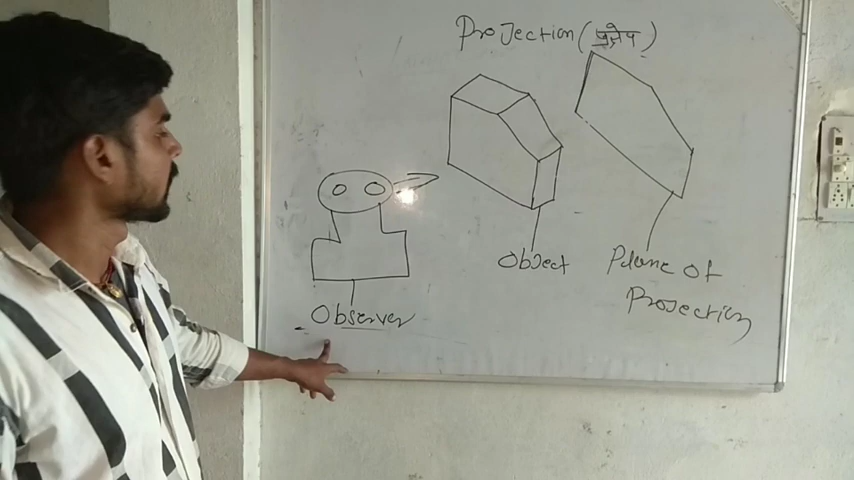 Projection (प्रक्षेप)
Object
Plane of
Projection
Observer